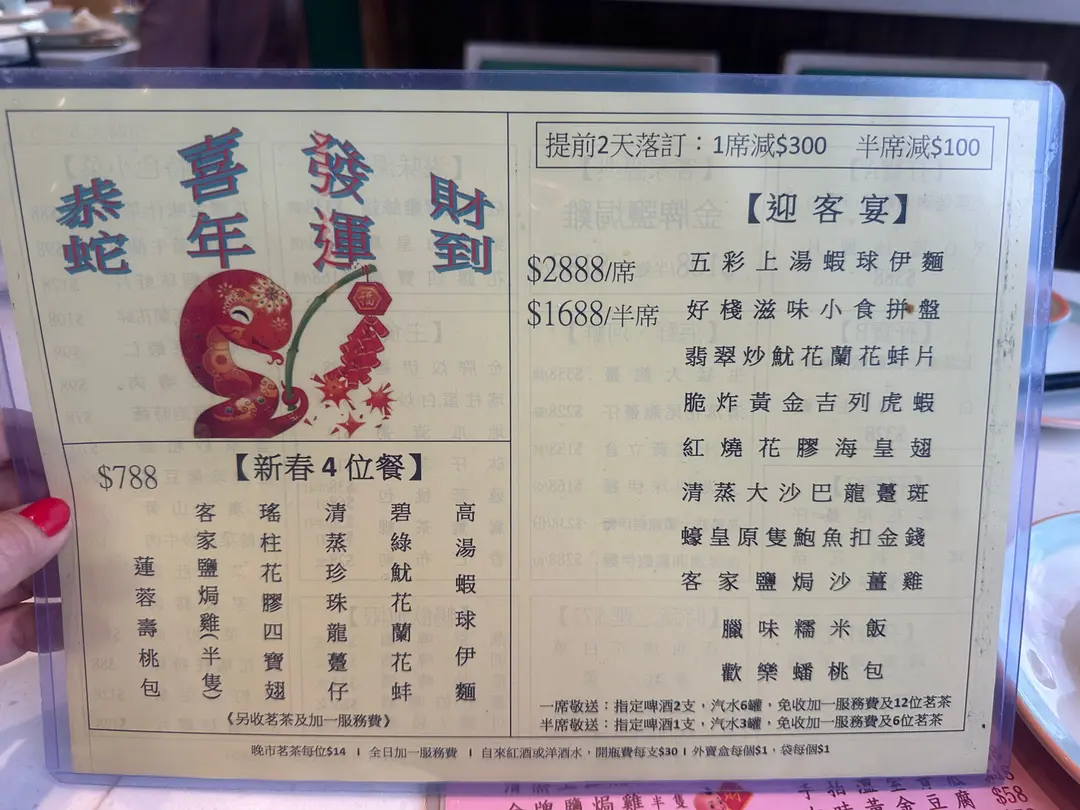 恭喜發財
蛇年運到
福
提前2天落訂：1席減$300 半席減$100
【迎客宴】
$2888/席
$1688/半席
五彩上湯蝦球伊麵
好棧滋味小食拼盤
翡翠炒魷花蘭花蚌片
脆炸黃金吉列虎蝦
紅燒花膠海皇翅
清蒸大沙巴龍躉斑
蠔皇原隻鮑魚扣金錢
客家鹽焗沙薑雞
臘味糯米飯
歡樂蟠桃包
一席敬送：指定啤酒2支，汽水6罐，免收加一服務費及12位茗茶
半席敬送：指定啤酒1支，汽水3罐，免收加一服務費及6位茗茶
$788
【新春4位餐】
高湯蝦球伊麵
碧綠魷花蘭花蚌
清蒸珍珠龍躉仔
瑤柱花膠四寶翅
客家鹽焗雞(半隻)
蓮蓉壽桃包
《另收茗茶及加一服務費》
晚市茗茶每位$14 | 全日加一服務費 | 自來紅酒或洋酒水，開瓶費每支$30 | 外賣盒每個$1，袋每個$1
金牌鹽焗雞半隻
$58